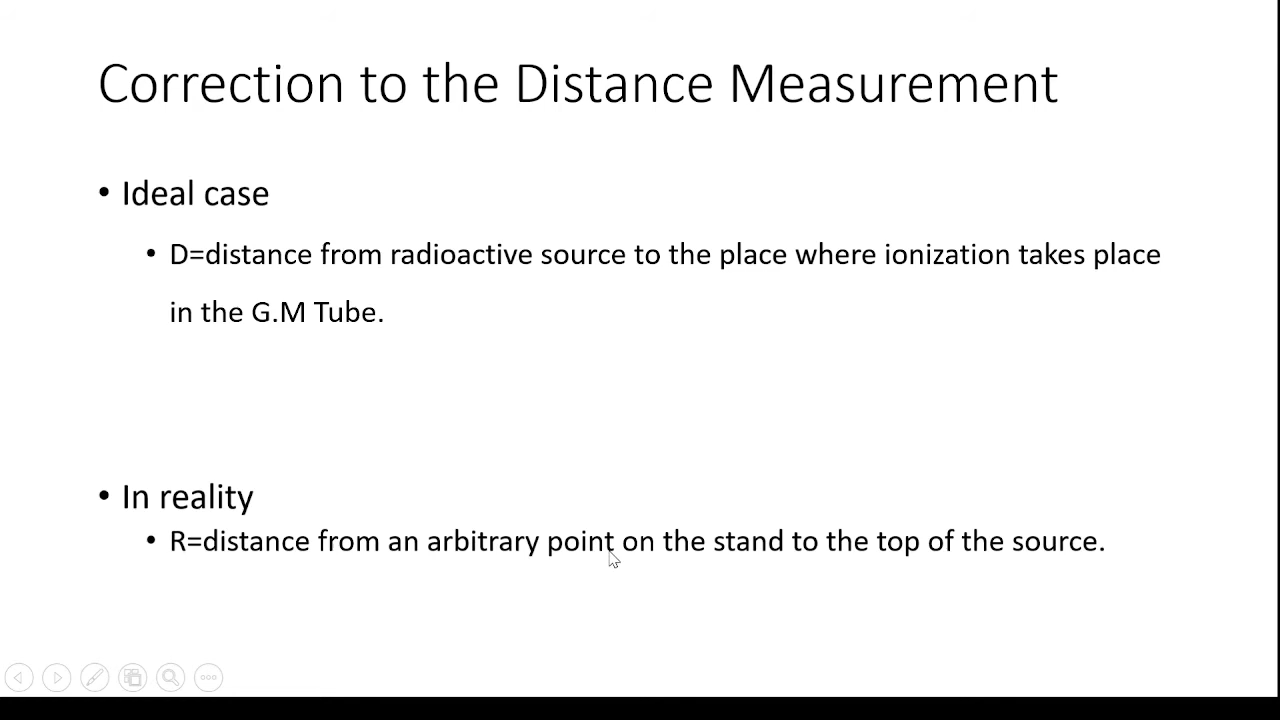 Correction to the Distance Measurement
• Ideal case
• D=distance from radioactive source to the place where ionization takes place
in the G.M Tube.
• In reality
• R=distance from an arbitrary point on the stand to the top of the source.